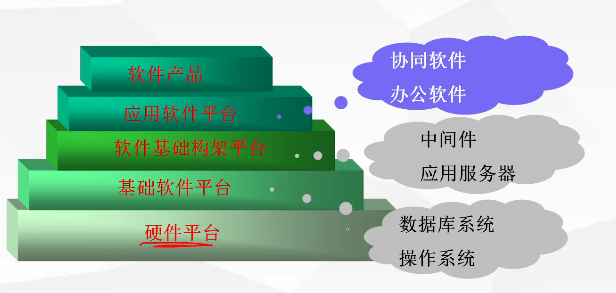 软件产品
应用软件平台
软件基础构架平台
基础软件平台
硬件平台
协同软件
办公软件
中间件
应用服务器
数据库系统
操作系统